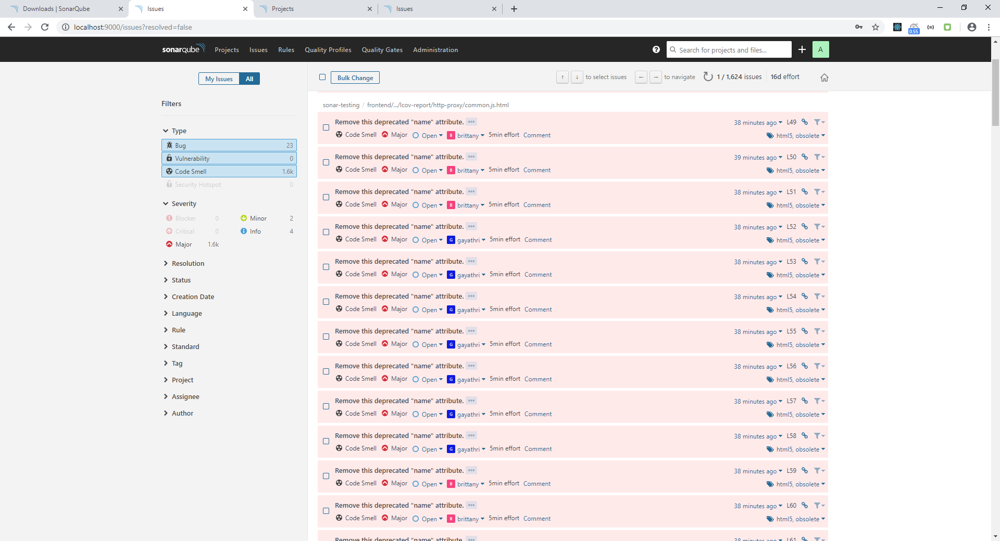 Downloads | SonarQube
Issues
Projects
Issues
localhost:9000/issues?resolved=false
0.55
sonarqube Projects Issues Rules Quality Profiles Quality Gates Administration
Search for projects and files...
A
My Issues All
Bulk Change
↑ ↓ to select issues ← → to navigate 1 / 1,624 issues 16d effort
Filters
Type
Bug 23
Vulnerability 0
Code Smell 1.6k
Security Hotspot 0
Severity
Blocker 0 Minor 2
Critical 0 Info 4
Major 1.6k
Resolution
Status
Creation Date
Language
Rule
Standard
Tag
Project
Assignee
Author
sonar-testing / frontend/.../lcov-report/http-proxy/common.js.html
Remove this deprecated "name" attribute. 38 minutes ago L49
Code Smell Major Open B brittany 5min effort Comment html5, obsolete
Remove this deprecated "name" attribute. 39 minutes ago L50
Code Smell Major Open B brittany 5min effort Comment html5, obsolete
Remove this deprecated "name" attribute. 38 minutes ago L51
Code Smell Major Open B brittany 5min effort Comment html5, obsolete
Remove this deprecated "name" attribute. 38 minutes ago L52
Code Smell Major Open G gayathri 5min effort Comment html5, obsolete
Remove this deprecated "name" attribute. 38 minutes ago L53
Code Smell Major Open G gayathri 5min effort Comment html5, obsolete
Remove this deprecated "name" attribute. 38 minutes ago L54
Code Smell Major Open G gayathri 5min effort Comment html5, obsolete
Remove this deprecated "name" attribute. 38 minutes ago L55
Code Smell Major Open G gayathri 5min effort Comment html5, obsolete
Remove this deprecated "name" attribute. 38 minutes ago L56
Code Smell Major Open G gayathri 5min effort Comment html5, obsolete
Remove this deprecated "name" attribute. 38 minutes ago L57
Code Smell Major Open G gayathri 5min effort Comment html5, obsolete
Remove this deprecated "name" attribute. 38 minutes ago L58
Code Smell Major Open G gayathri 5min effort Comment html5, obsolete
Remove this deprecated "name" attribute. 38 minutes ago L59
Code Smell Major Open B brittany 5min effort Comment html5, obsolete
Remove this deprecated "name" attribute. 38 minutes ago L60
Code Smell Major Open B brittany 5min effort Comment html5, obsolete
Remove this deprecated "name" attribute. 38 minutes ago L61